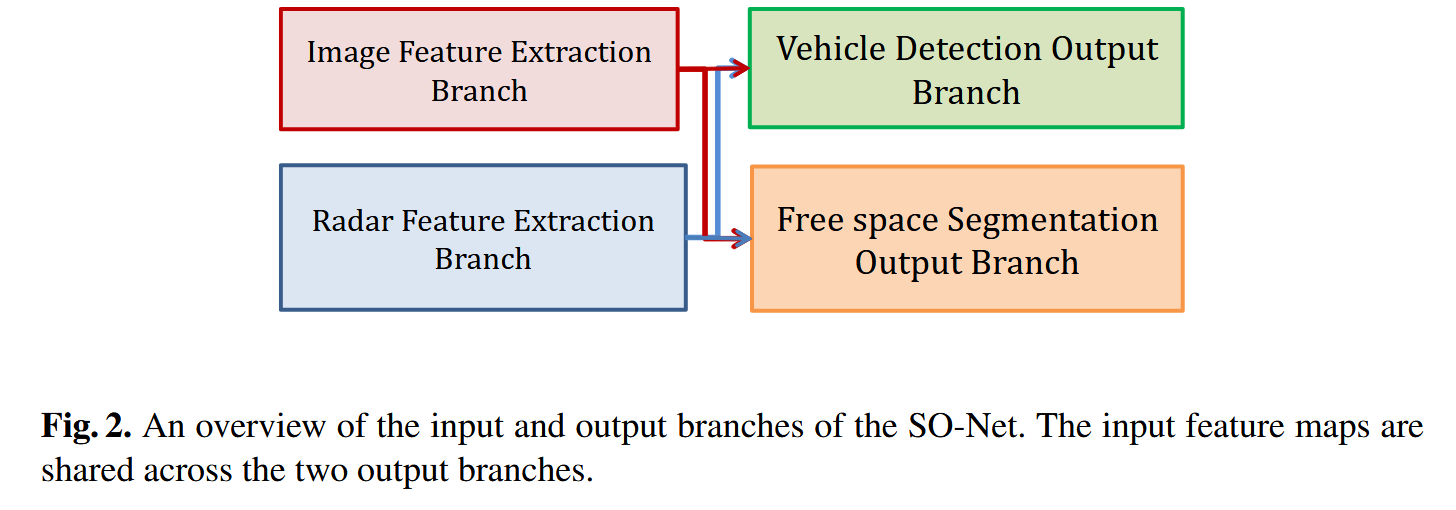 Image Feature Extraction
Branch
Vehicle Detection Output
Branch
Radar Feature Extraction
Branch
Free space Segmentation
Output Branch
Fig. 2. An overview of the input and output branches of the SO-Net. The input feature maps are
shared across the two output branches.